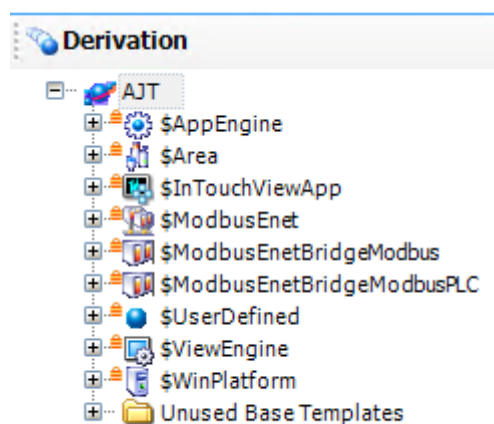 Derivation
AJT
$AppEngine
$Area
$InTouchViewApp
$ModbusEnet
$ModbusEnetBridgeModbus
$ModbusEnetBridgeModbusPLC
$UserDefined
$ViewEngine
$WinPlatform
Unused Base Templates